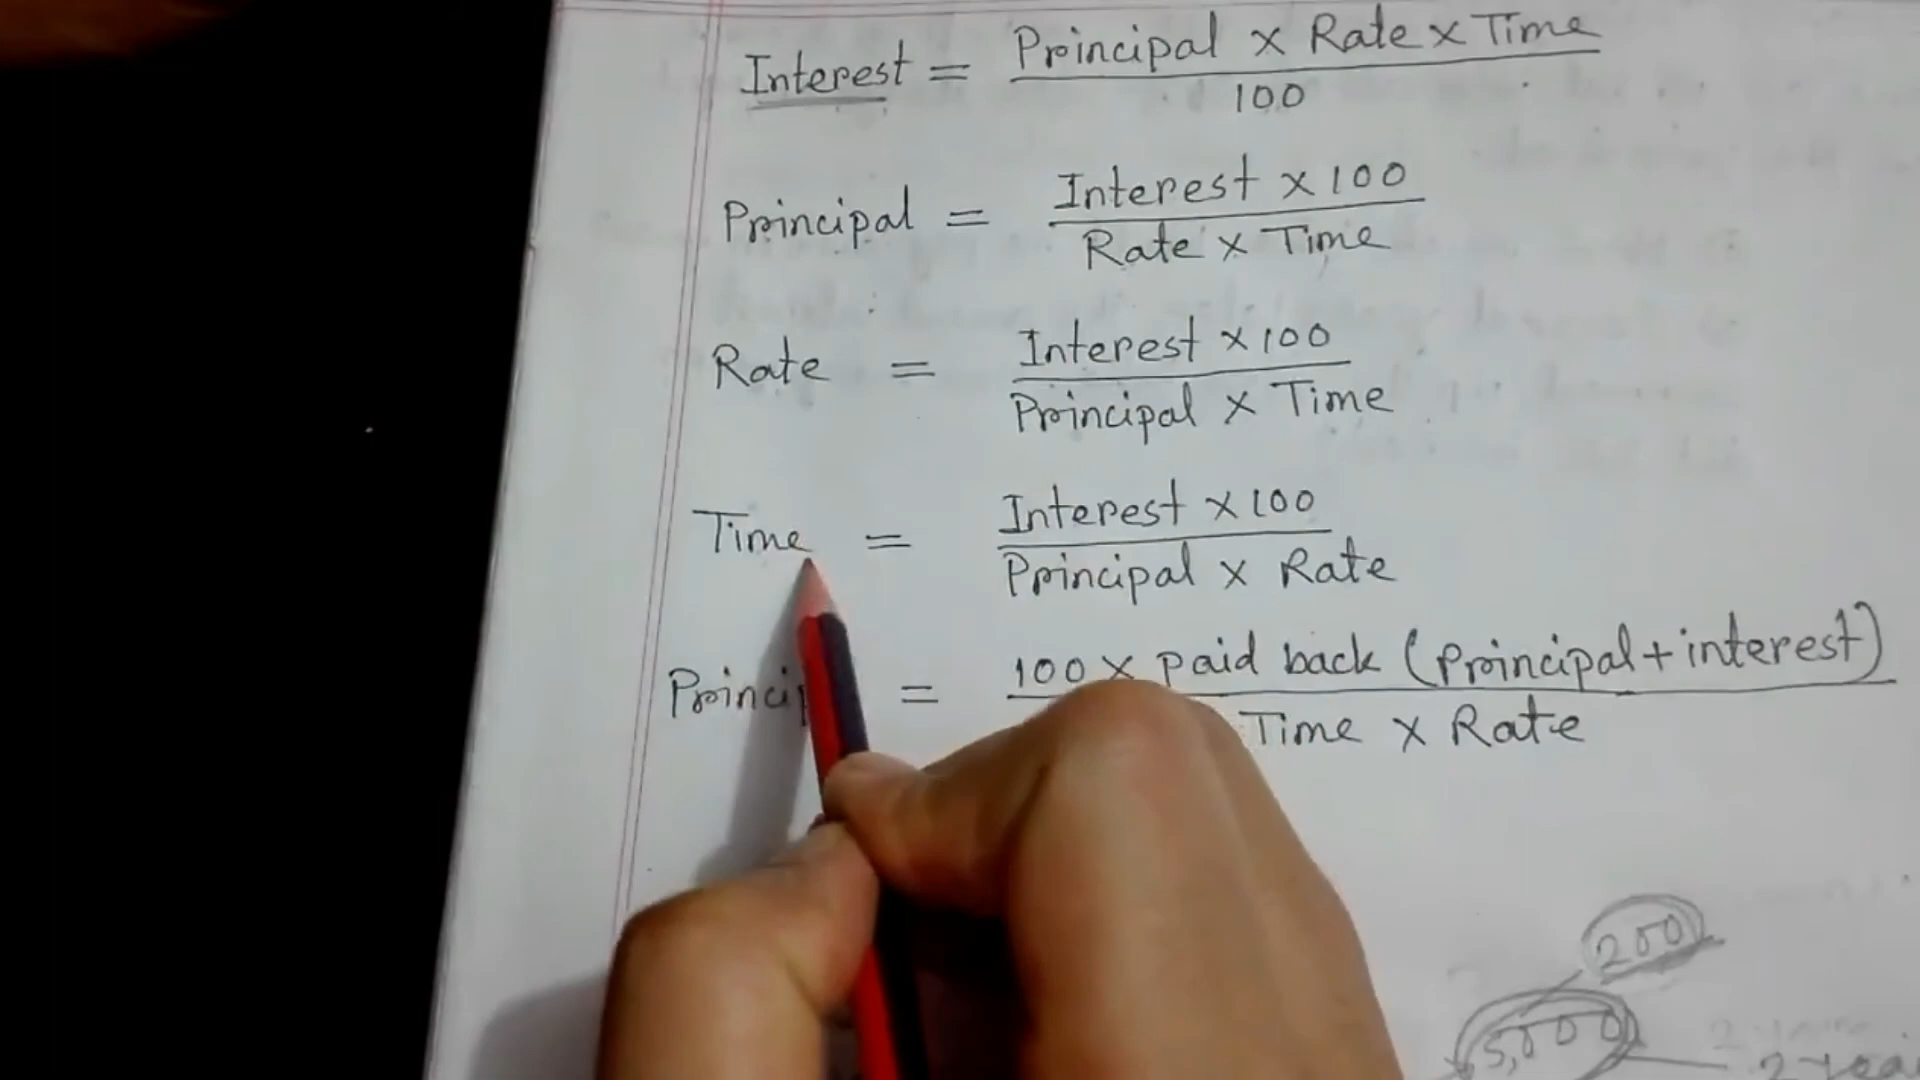 Interest = Principal x Rate x Time / 100
Principal = Interest x 100 / Rate x Time
Rate = Interest x 100 / Principal x Time
Time = Interest x 100 / Principal x Rate
= 100 x paid back (Principal + interest) / Time x Rate
200
5,000